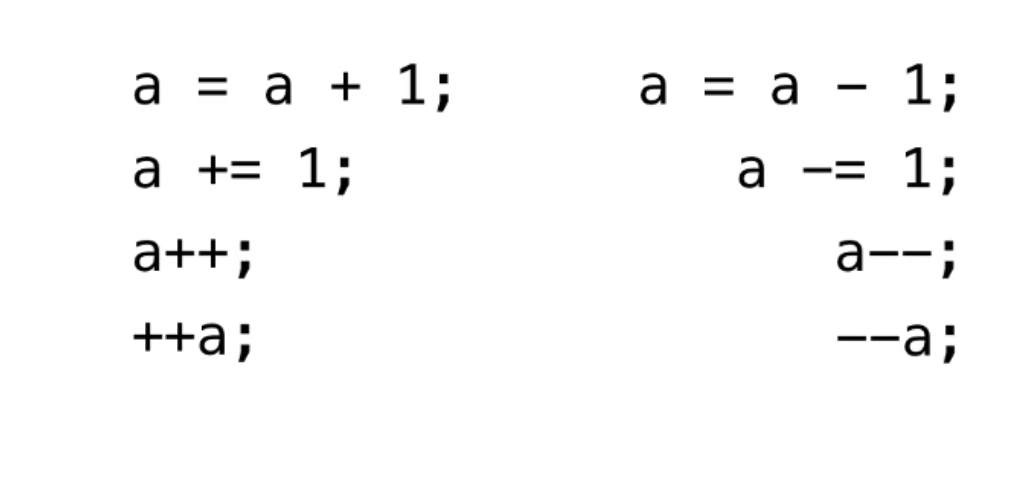 a = a + 1; a = a - 1;
a += 1; a -= 1;
a++; a--;
++a; --a;